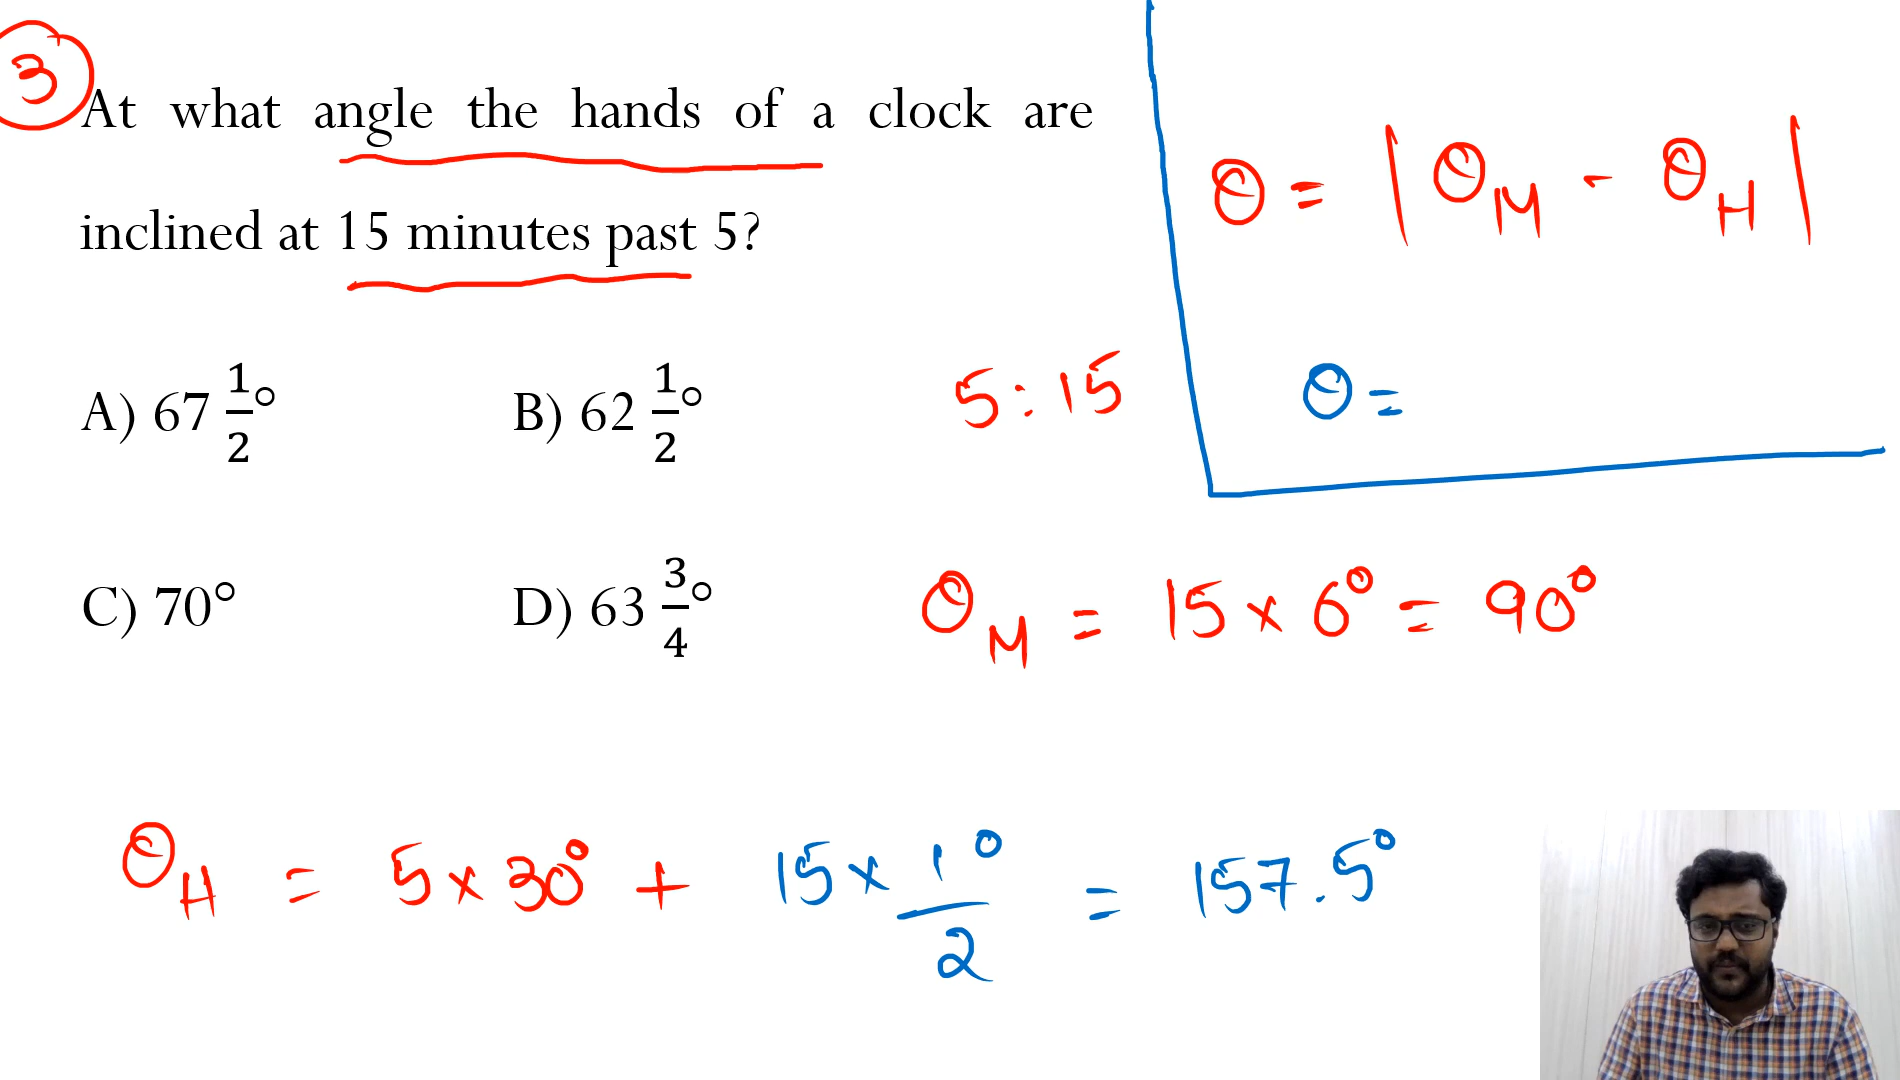 3
At what angle the hands of a clock are
inclined at 15 minutes past 5?
A) 67 1/2° B) 62 1/2°
C) 70° D) 63 3/4°
θ = | θM - θH |
5:15
θ =
θM = 15 × 6° = 90°
θH = 5 × 30° + 15 × 1°/2 = 157.5°